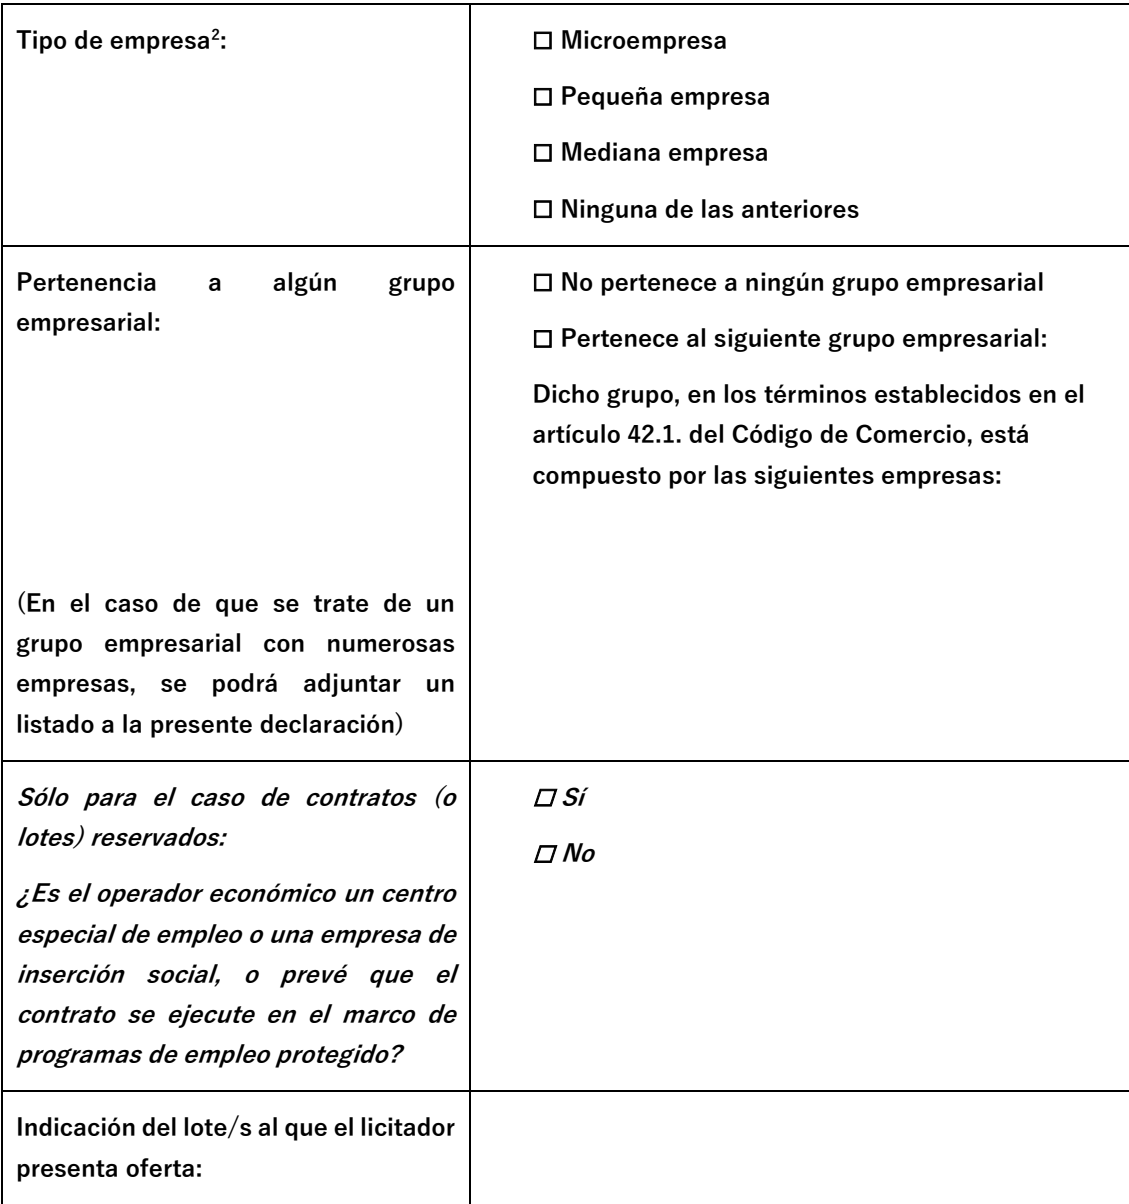 Tipo de empresa²:
☐ Microempresa
☐ Pequeña empresa
☐ Mediana empresa
☐ Ninguna de las anteriores
Pertenencia a algún grupo
empresarial:
(En el caso de que se trate de un
grupo empresarial con numerosas
empresas, se podrá adjuntar un
listado a la presente declaración)
☐ No pertenece a ningún grupo empresarial
☐ Pertenece al siguiente grupo empresarial:
Dicho grupo, en los términos establecidos en el
artículo 42.1. del Código de Comercio, está
compuesto por las siguientes empresas:
Sólo para el caso de contratos (o
lotes) reservados:
¿Es el operador económico un centro
especial de empleo o una empresa de
inserción social, o prevé que el
contrato se ejecute en el marco de
programas de empleo protegido?
☐ Sí
☐ No
Indicación del lote/s al que el licitador
presenta oferta: